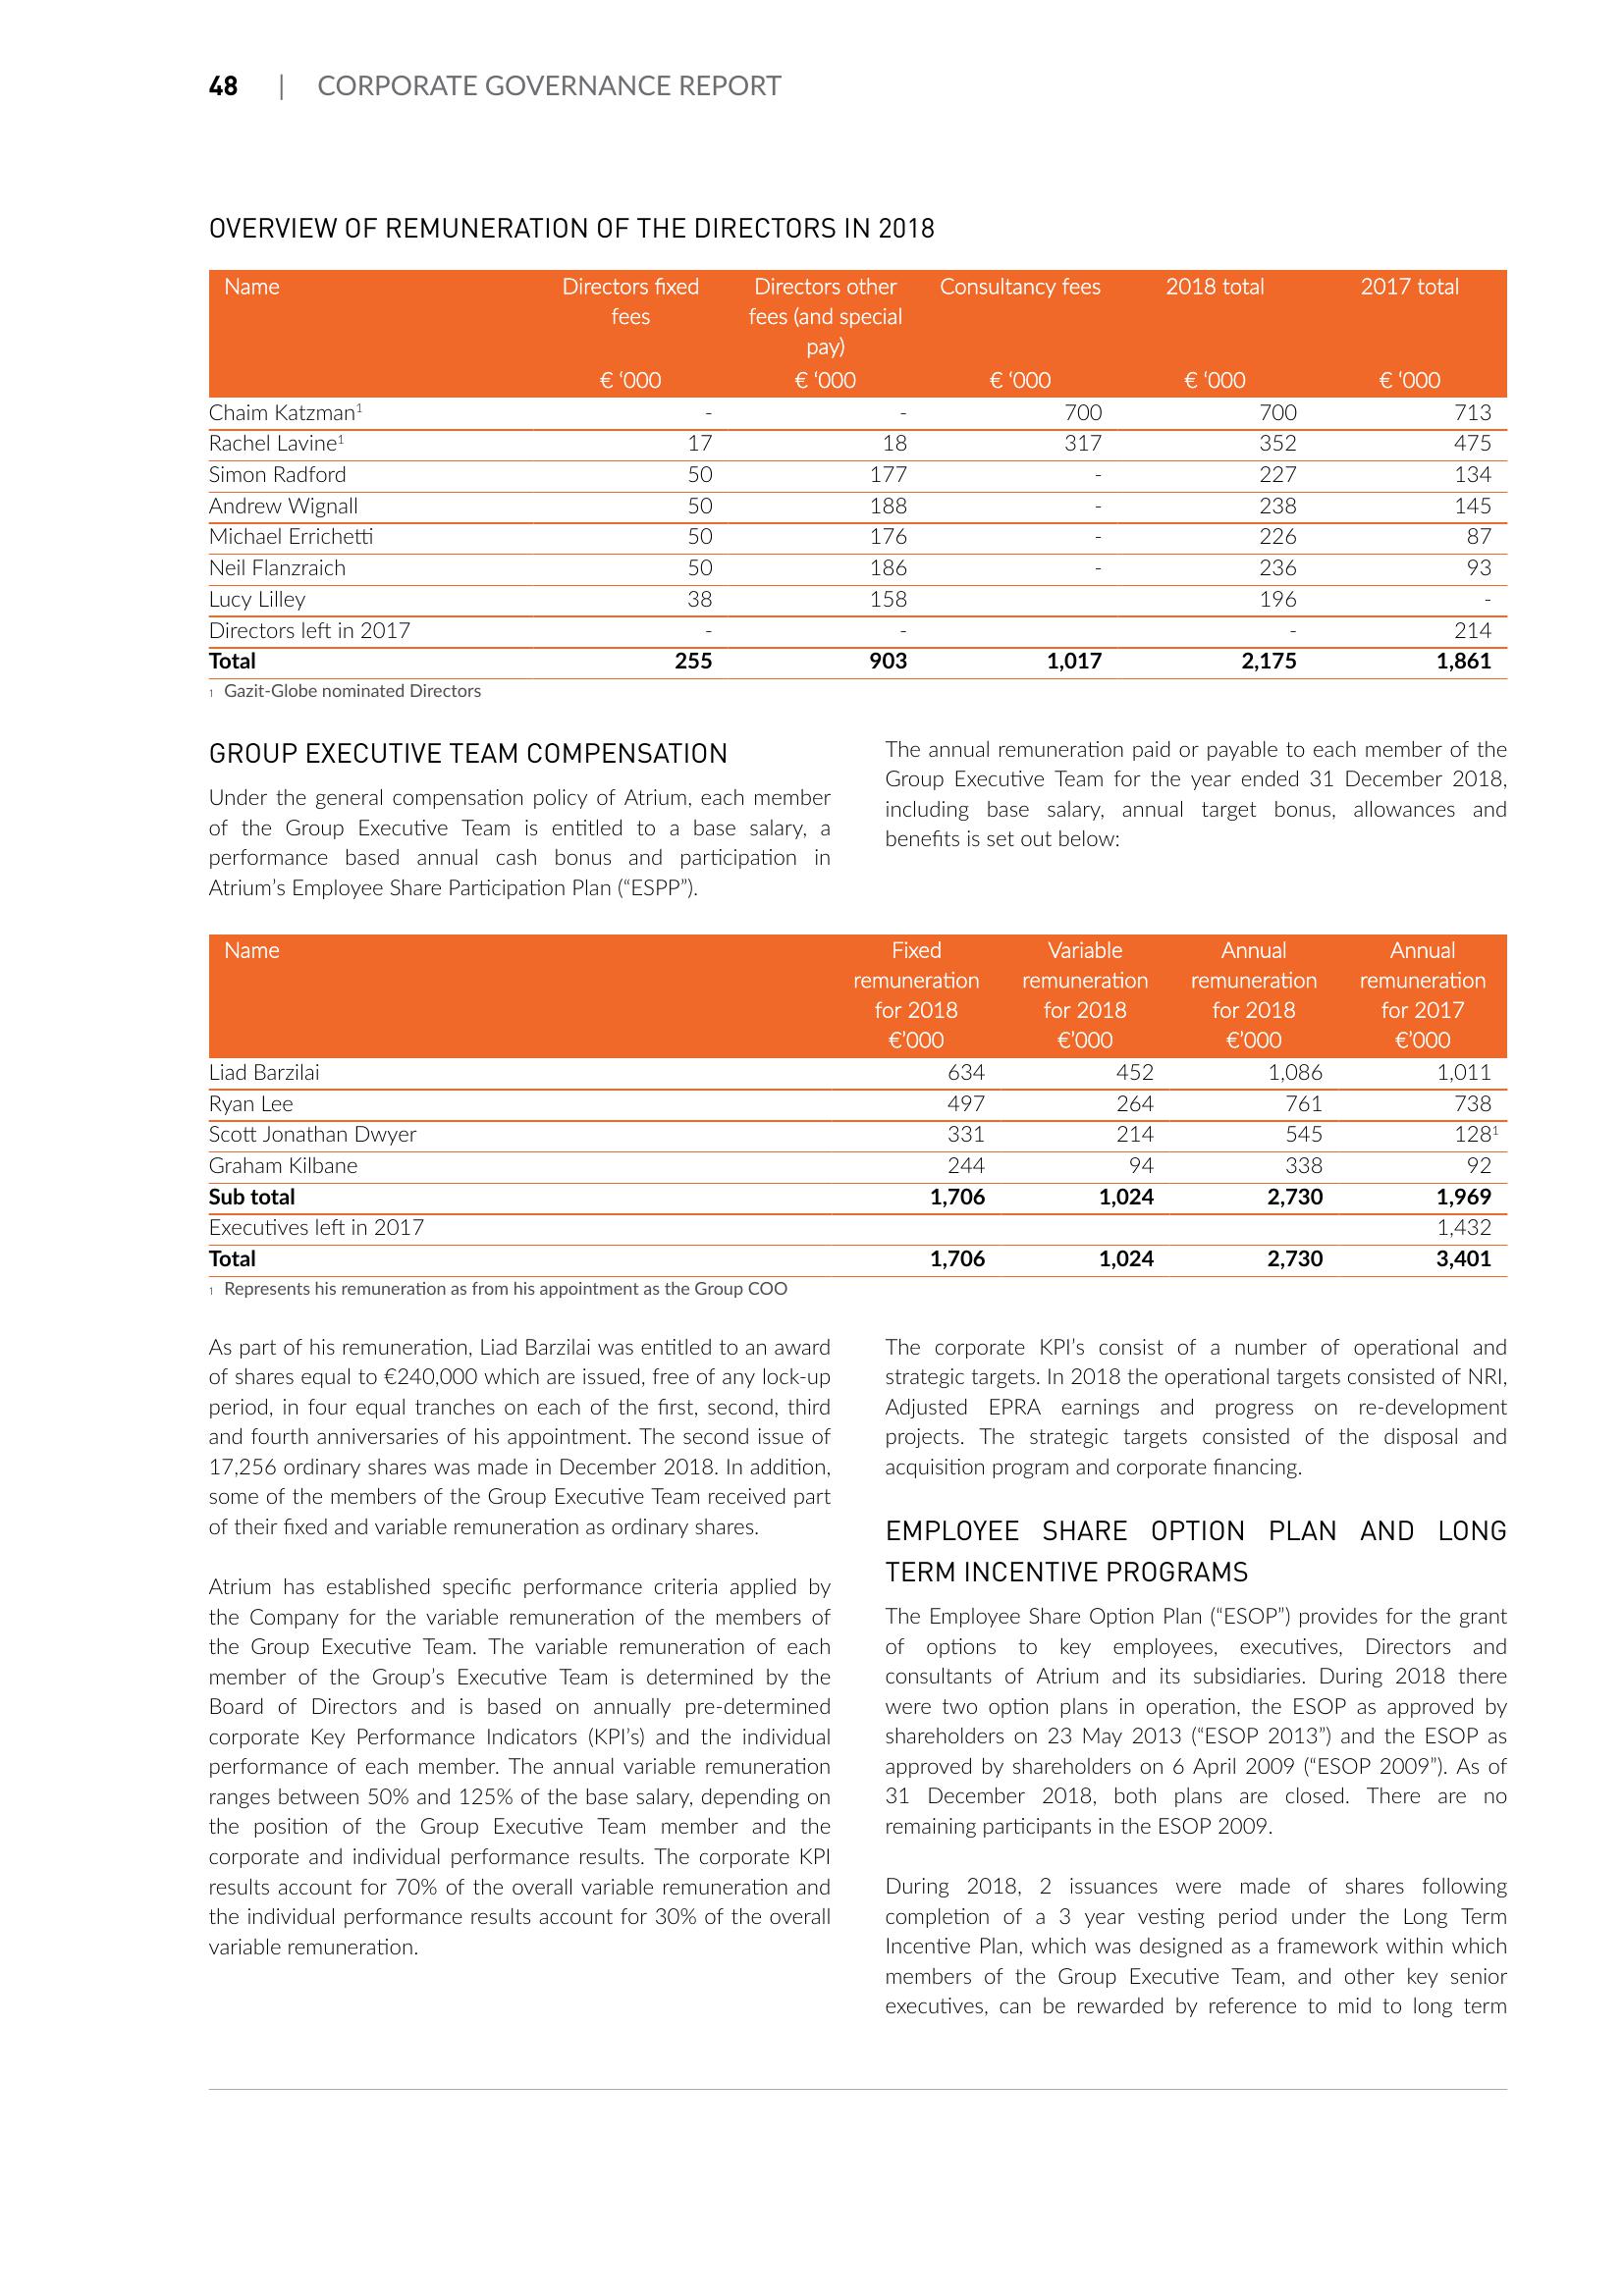 48 | CORPORATE GOVERNANCE REPORT
OVERVIEW OF REMUNERATION OF THE DIRECTORS IN 2018
Name Directors fixed fees Directors other fees (and special pay) Consultancy fees 2018 total 2017 total
€ ‘000 € ‘000 € ‘000 € ‘000 € ‘000
Chaim Katzman¹ - - 700 700 713
Rachel Lavine¹ 17 18 317 352 475
Simon Radford 50 177 - 227 134
Andrew Wignall 50 188 - 238 145
Michael Errichetti 50 176 - 226 87
Neil Flanzraich 50 186 - 236 93
Lucy Lilley 38 158 196 -
Directors left in 2017 - - - 214
Total 255 903 1,017 2,175 1,861
1 Gazit-Globe nominated Directors
GROUP EXECUTIVE TEAM COMPENSATION
Under the general compensation policy of Atrium, each member
of the Group Executive Team is entitled to a base salary, a
performance based annual cash bonus and participation in
Atrium’s Employee Share Participation Plan (“ESPP”).
The annual remuneration paid or payable to each member of the
Group Executive Team for the year ended 31 December 2018,
including base salary, annual target bonus, allowances and
benefits is set out below:
Name Fixed remuneration for 2018 €’000 Variable remuneration for 2018 €’000 Annual remuneration for 2018 €’000 Annual remuneration for 2017 €’000
Liad Barzilai 634 452 1,086 1,011
Ryan Lee 497 264 761 738
Scott Jonathan Dwyer 331 214 545 128¹
Graham Kilbane 244 94 338 92
Sub total 1,706 1,024 2,730 1,969
Executives left in 2017 1,432
Total 1,706 1,024 2,730 3,401
1 Represents his remuneration as from his appointment as the Group COO
As part of his remuneration, Liad Barzilai was entitled to an award
of shares equal to €240,000 which are issued, free of any lock-up
period, in four equal tranches on each of the first, second, third
and fourth anniversaries of his appointment. The second issue of
17,256 ordinary shares was made in December 2018. In addition,
some of the members of the Group Executive Team received part
of their fixed and variable remuneration as ordinary shares.
Atrium has established specific performance criteria applied by
the Company for the variable remuneration of the members of
the Group Executive Team. The variable remuneration of each
member of the Group’s Executive Team is determined by the
Board of Directors and is based on annually pre-determined
corporate Key Performance Indicators (KPI’s) and the individual
performance of each member. The annual variable remuneration
ranges between 50% and 125% of the base salary, depending on
the position of the Group Executive Team member and the
corporate and individual performance results. The corporate KPI
results account for 70% of the overall variable remuneration and
the individual performance results account for 30% of the overall
variable remuneration.
The corporate KPI’s consist of a number of operational and
strategic targets. In 2018 the operational targets consisted of NRI,
Adjusted EPRA earnings and progress on re-development
projects. The strategic targets consisted of the disposal and
acquisition program and corporate financing.
EMPLOYEE SHARE OPTION PLAN AND LONG
TERM INCENTIVE PROGRAMS
The Employee Share Option Plan (“ESOP”) provides for the grant
of options to key employees, executives, Directors and
consultants of Atrium and its subsidiaries. During 2018 there
were two option plans in operation, the ESOP as approved by
shareholders on 23 May 2013 (“ESOP 2013”) and the ESOP as
approved by shareholders on 6 April 2009 (“ESOP 2009”). As of
31 December 2018, both plans are closed. There are no
remaining participants in the ESOP 2009.
During 2018, 2 issuances were made of shares following
completion of a 3 year vesting period under the Long Term
Incentive Plan, which was designed as a framework within which
members of the Group Executive Team, and other key senior
executives, can be rewarded by reference to mid to long term